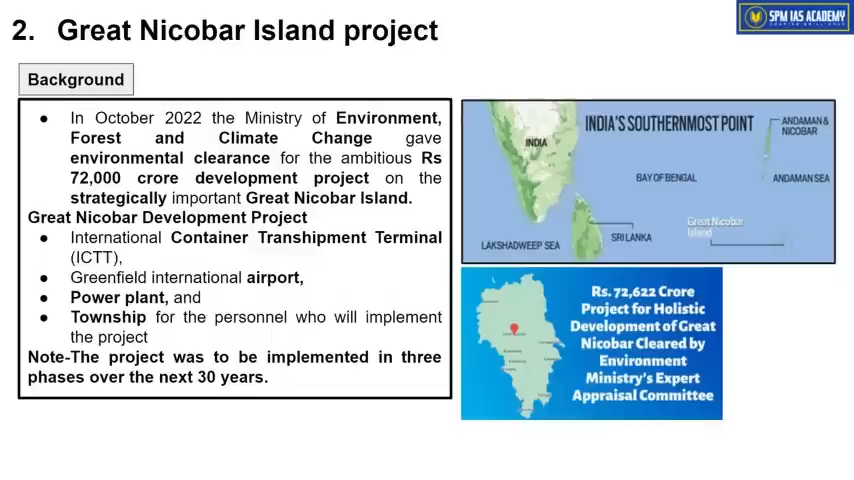 2. Great Nicobar Island project
SPM IAS ACADEMY
Background
● In October 2022 the Ministry of Environment,
Forest and Climate Change gave
environmental clearance for the ambitious Rs
72,000 crore development project on the
strategically important Great Nicobar Island.
Great Nicobar Development Project
● International Container Transhipment Terminal
(ICTT),
● Greenfield international airport,
● Power plant, and
● Township for the personnel who will implement
the project
Note-The project was to be implemented in three
phases over the next 30 years.
INDIA'S SOUTHERNMOST POINT
ANDAMAN &
NICOBAR
INDIA
BAY OF BENGAL
ANDAMAN SEA
Great Nicobar
Island
SRI LANKA
LAKSHADWEEP SEA
Rs. 72,622 Crore
Project for Holistic
Development of Great
Nicobar Cleared by
Environment
Ministry's Expert
Appraisal Committee